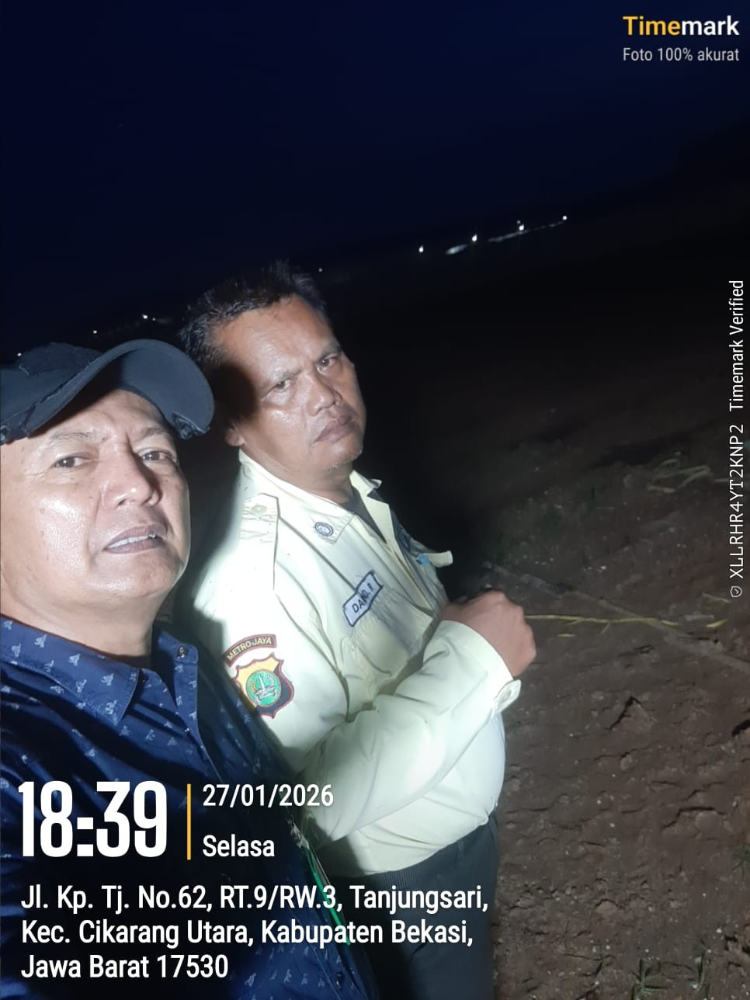 Timemark
Foto 100% akurat
XLLRHR4YT2KNP2 Timemark Verified
METRO JAYA
18:39
27/01/2026
Selasa
Jl. Kp. Tj. No.62, RT.9/RW.3, Tanjungsari,
Kec. Cikarang Utara, Kabupaten Bekasi,
Jawa Barat 17530